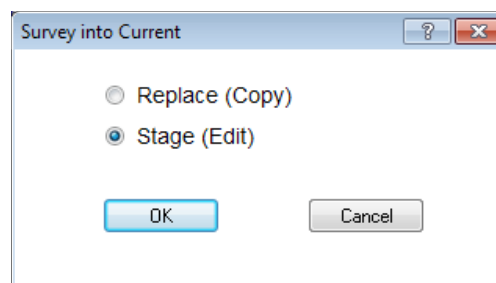 Survey into Current ?
Replace (Copy)
Stage (Edit)
OK Cancel